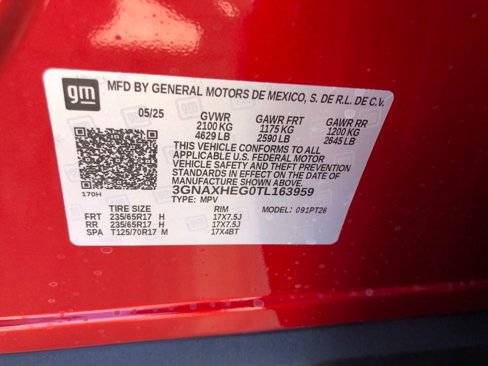 gm
MFD BY GENERAL MOTORS DE MEXICO, S. DE R.L. DE C.V.
05/25 GVWR GAWR FRT GAWR RR
2100 KG 1175 KG 1200 KG
4629 LB 2590 LB 2645 LB
THIS VEHICLE CONFORMS TO ALL
APPLICABLE U.S. FEDERAL MOTOR
VEHICLE SAFETY AND THEFT PREVENTION
STANDARDS IN EFFECT ON THE DATE OF
MANUFACTURE SHOWN ABOVE.
3GNAXHEG0TL163959
170H TYPE: MPV
TIRE SIZE RIM MODEL: 091PT26
FRT 235/65R17 H 17X7.5J
RR 235/65R17 H 17X7.5J
SPA T125/70R17 M 17X4BT